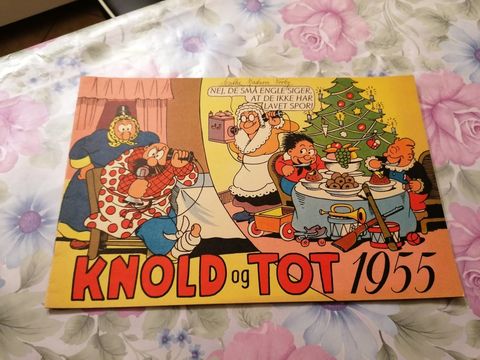 NEJ, DE SMÅ ENGLE SIGER,
AT DE IKKE HAR
LAVET SPOR!
KNOLD og TOT 1955